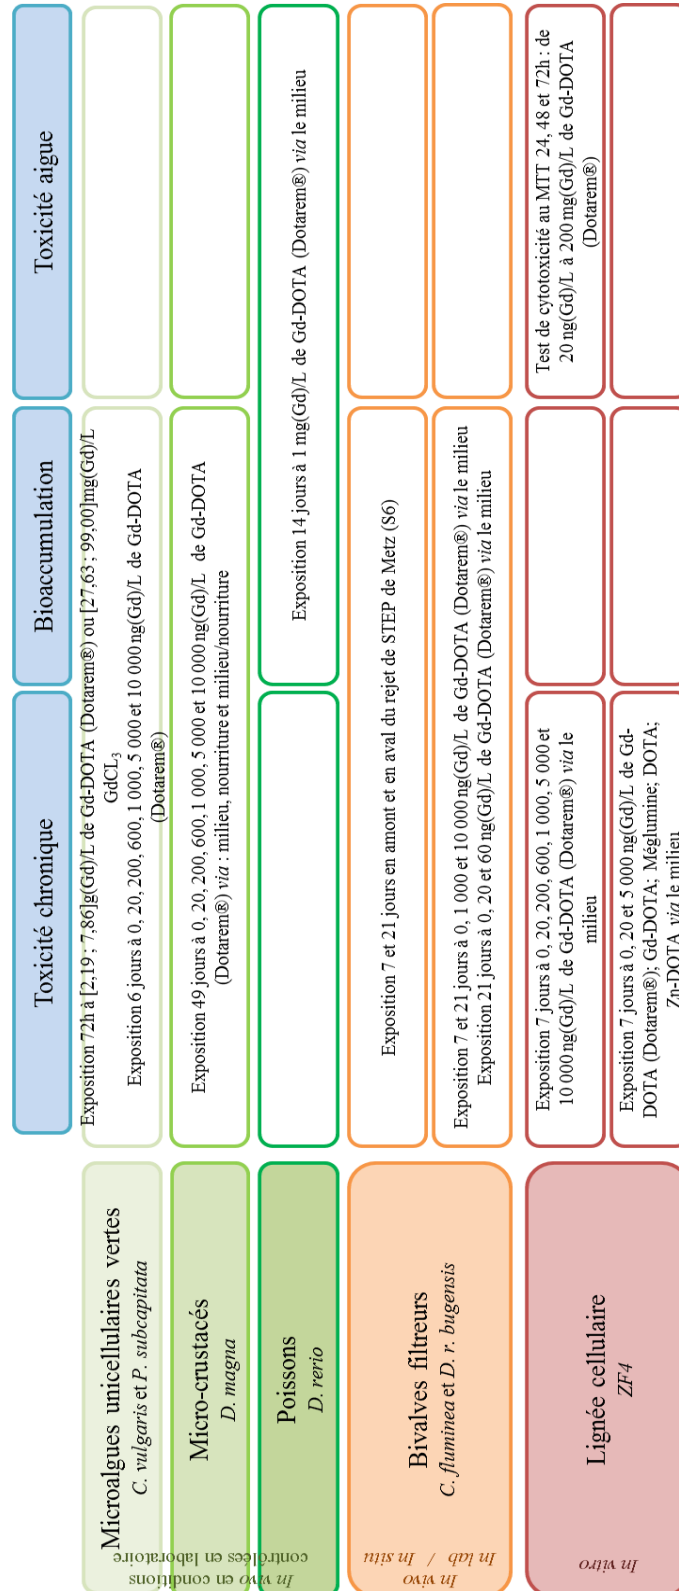 Toxicité chronique
Bioaccumulation
Toxicité aigue
In vivo en conditions
contrôlées en laboratoire
Microalgues unicellulaires vertes
C. vulgaris et P. subcapitata
Exposition 72h à [2,19 ; 7,86]g(Gd)/L de Gd-DOTA (Dotarem®) ou [27,63 ; 99,00]mg(Gd)/L
GdCL₃
Exposition 6 jours à 0, 20, 200, 600, 1 000, 5 000 et 10 000 ng(Gd)/L de Gd-DOTA
(Dotarem®)
Micro-crustacés
D. magna
Exposition 49 jours à 0, 20, 200, 600, 1 000, 5 000 et 10 000 ng(Gd)/L de Gd-DOTA
(Dotarem®) via : milieu, nourriture et milieu/nourriture
Poissons
D. rerio
Exposition 14 jours à 1 mg(Gd)/L de Gd-DOTA (Dotarem®) via le milieu
In vivo
In lab / In situ
Bivalves filtreurs
C. fluminea et D. r. bugensis
Exposition 7 et 21 jours en amont et en aval du rejet de STEP de Metz (S6)
Exposition 7 et 21 jours à 0, 1 000 et 10 000 ng(Gd)/L de Gd-DOTA (Dotarem®) via le milieu
Exposition 21 jours à 0, 20 et 60 ng(Gd)/L de Gd-DOTA (Dotarem®) via le milieu
In vitro
Lignée cellulaire
ZF4
Exposition 7 jours à 0, 20, 200, 600, 1 000, 5 000 et
10 000 ng(Gd)/L de Gd-DOTA (Dotarem®) via le
milieu
Test de cytotoxicité au MTT 24, 48 et 72h : de
20 ng(Gd)/L à 200 mg(Gd)/L de Gd-DOTA
(Dotarem®)
Exposition 7 jours à 0, 20 et 5 000 ng(Gd)/L de Gd-
DOTA (Dotarem®); Gd-DOTA; Méglumine; DOTA;
Zn-DOTA via le milieu